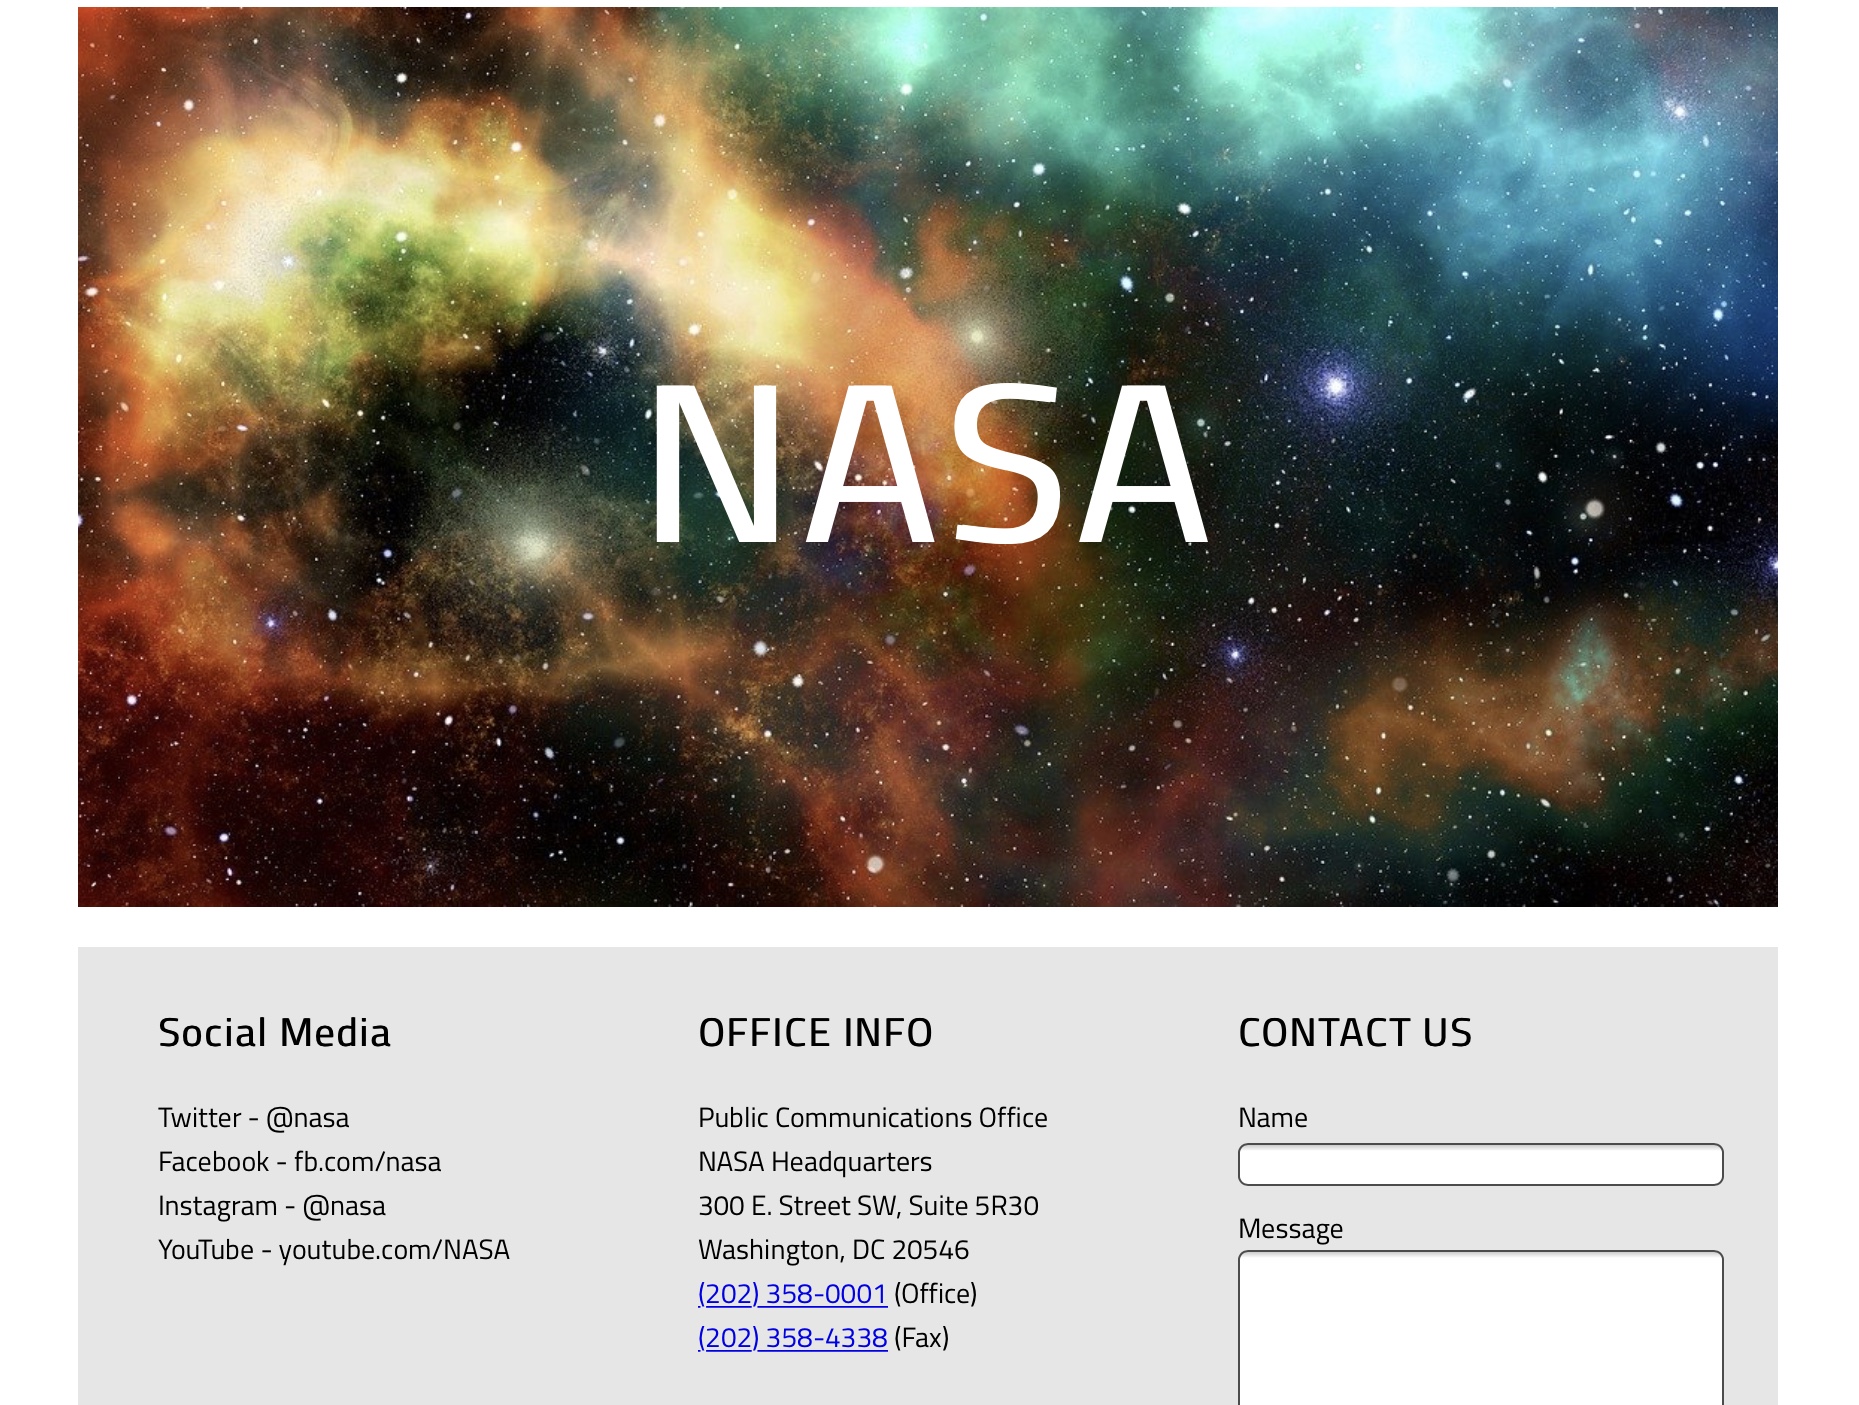 NASA
Social Media
Twitter - @nasa
Facebook - fb.com/nasa
Instagram - @nasa
YouTube - youtube.com/NASA
OFFICE INFO
Public Communications Office
NASA Headquarters
300 E. Street SW, Suite 5R30
Washington, DC 20546
(202) 358-0001 (Office)
(202) 358-4338 (Fax)
CONTACT US
Name
Message